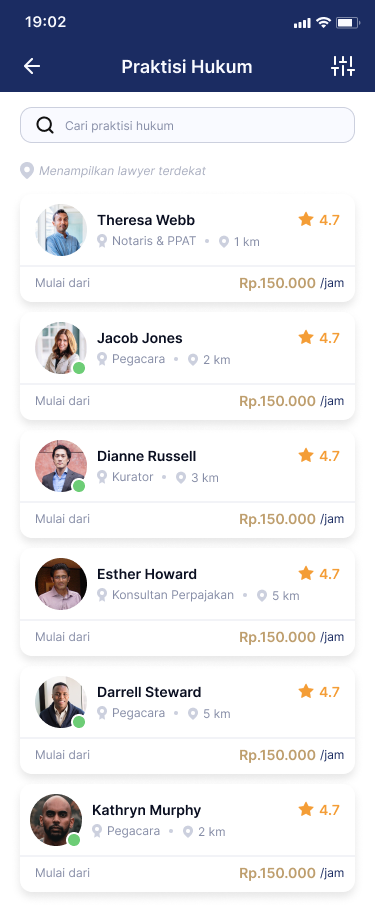 19:02
Praktisi Hukum
Cari praktisi hukum
Menampilkan lawyer terdekat
Theresa Webb 4.7
Notaris & PPAT • 1 km
Mulai dari Rp.150.000 /jam
Jacob Jones 4.7
Pegacara • 2 km
Mulai dari Rp.150.000 /jam
Dianne Russell 4.7
Kurator • 3 km
Mulai dari Rp.150.000 /jam
Esther Howard 4.7
Konsultan Perpajakan • 5 km
Mulai dari Rp.150.000 /jam
Darrell Steward 4.7
Pegacara • 5 km
Mulai dari Rp.150.000 /jam
Kathryn Murphy 4.7
Pegacara • 2 km
Mulai dari Rp.150.000 /jam